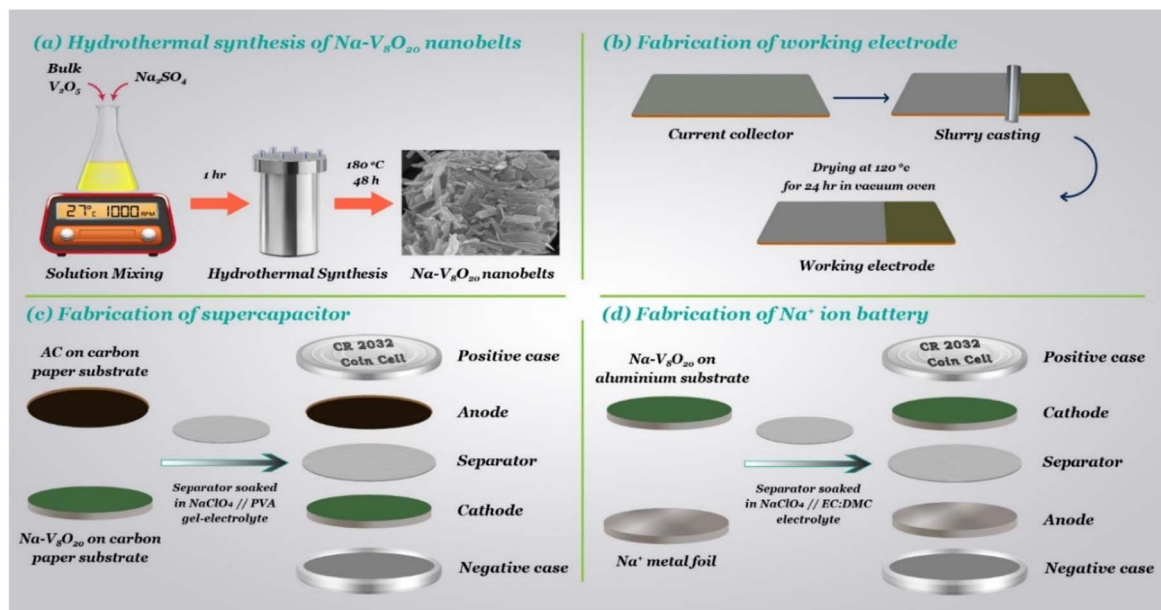 (a) Hydrothermal synthesis of Na-V₈O₂₀ nanobelts
Bulk
V₂O₅
Na₂SO₄
27°C 1000 RPM
Solution Mixing
1 hr
Hydrothermal Synthesis
180 °C
48 h
Na-V₈O₂₀ nanobelts
(b) Fabrication of working electrode
Current collector
Slurry casting
Drying at 120 °c
for 24 hr in vacuum oven
Working electrode
(c) Fabrication of supercapacitor
AC on carbon
paper substrate
Na-V₈O₂₀ on carbon
paper substrate
Separator soaked
in NaClO₄ // PVA
gel-electrolyte
CR 2032
Coin Cell
Positive case
Anode
Separator
Cathode
Negative case
(d) Fabrication of Na⁺ ion battery
Na-V₈O₂₀ on
aluminium substrate
Na⁺ metal foil
Separator soaked
in NaClO₄ // EC:DMC
electrolyte
CR 2032
Coin Cell
Positive case
Cathode
Separator
Anode
Negative case